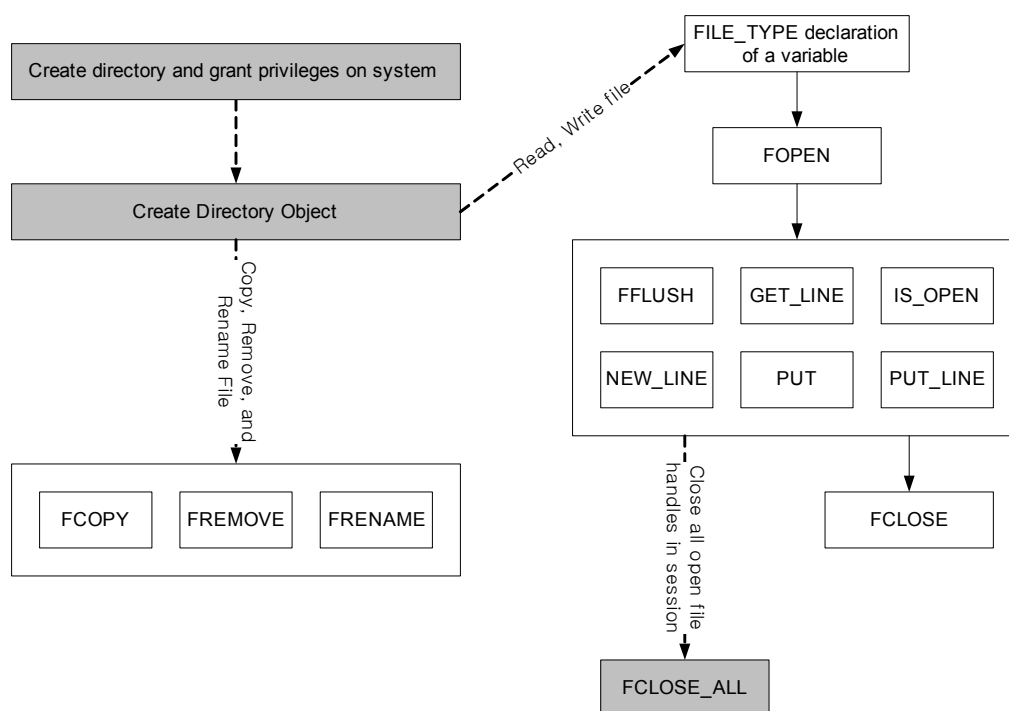 FILE_TYPE declaration
of a variable
Create directory and grant privileges on system
Read, Write file
FOPEN
Create Directory Object
Copy, Remove, and
Rename File
FFLUSH
GET_LINE
IS_OPEN
NEW_LINE
PUT
PUT_LINE
FCOPY
FREMOVE
FRENAME
Close all open file
handles in session
FCLOSE
FCLOSE_ALL